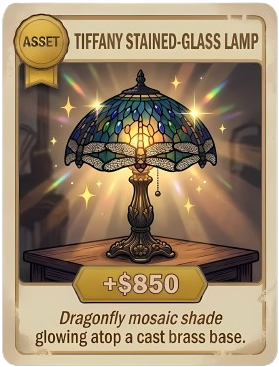 ASSET
TIFFANY STAINED-GLASS LAMP
+$850
Dragonfly mosaic shade
glowing atop a cast brass base.